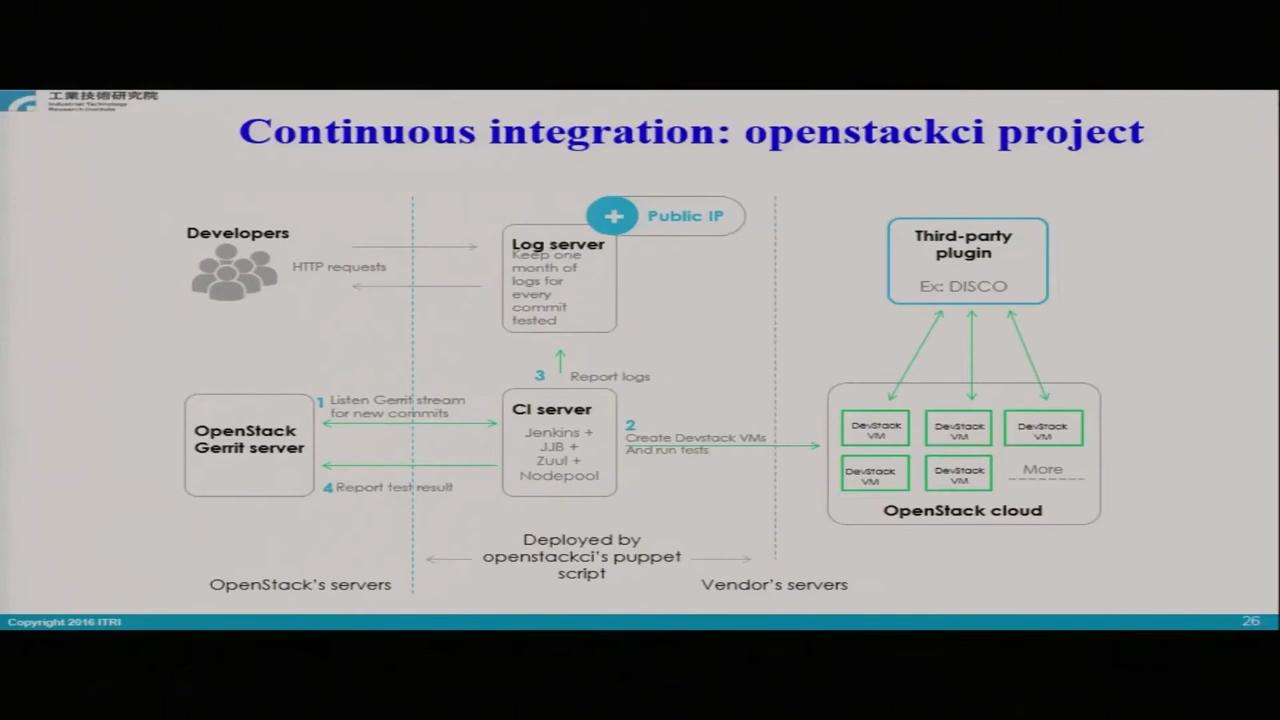 工業技術研究院
Industrial Technology
Research Institute
Continuous integration: openstackci project
Public IP
Developers
HTTP requests
Log server
Keep one
month of
logs for
every
commit
tested
Third-party
plugin
Ex: DISCO
3 Report logs
OpenStack
Gerrit server
1 Listen Gerrit stream
for new commits
4 Report test result
CI server
Jenkins +
JJB +
Zuul +
Nodepool
2
Create Devstack VMs
And run tests
DevStack
VM
DevStack
VM
DevStack
VM
DevStack
VM
DevStack
VM
More
OpenStack cloud
Deployed by
openstackci's puppet
script
OpenStack's servers
Vendor's servers
Copyright 2016 ITRI
26